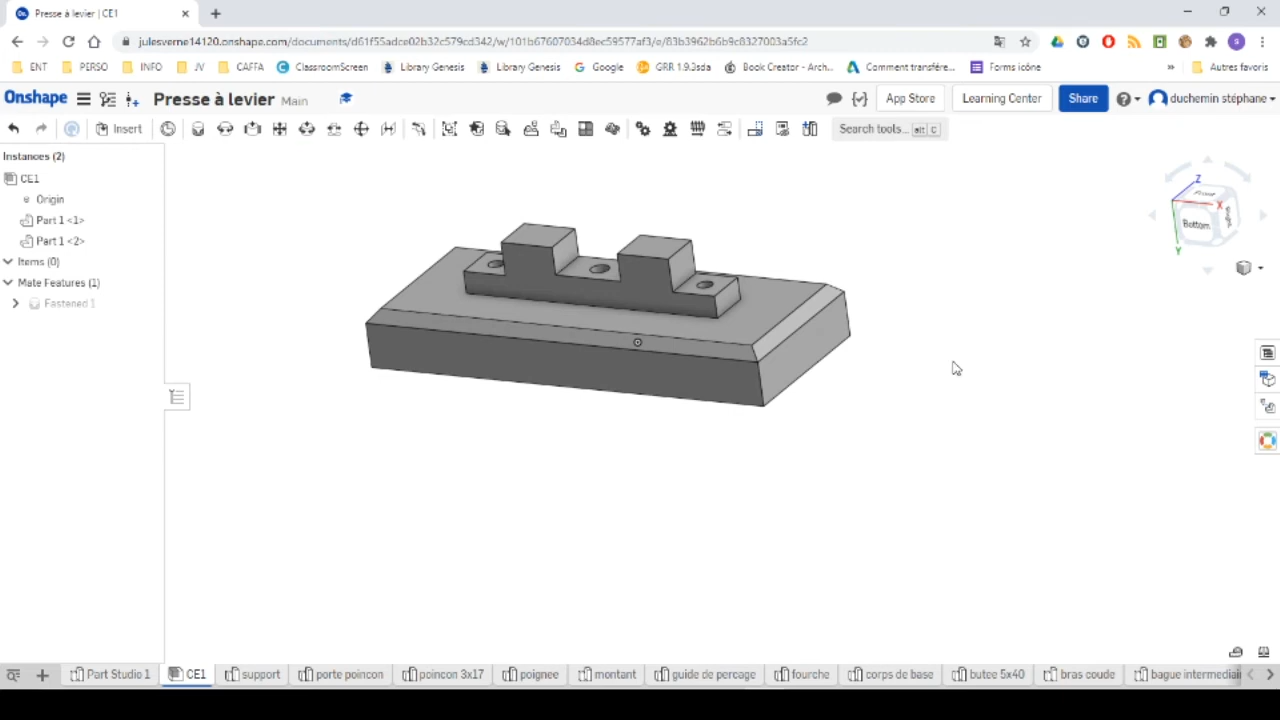 Presse à levier | CE1
julesverne14120.onshape.com/documents/d61f55adce02b32c579cd342/w/101b67607034d8ec59577af3/e/83b3962b6b9c8327003a5fc2
ENT PERSO INFO JV CAFFA ClassroomScreen Library Genesis Library Genesis Google GRR 1.9.3sda Book Creator - Arch... Comment transfére... Forms icône » Autres favoris
Onshape Presse à levier Main App Store Learning Center Share duchemin stéphane
Insert Search tools... alt C
Instances (2)
CE1
Origin
Part 1 <1>
Part 1 <2>
Items (0)
Mate Features (1)
Fastened 1
Z
Front
X
Bottom
Right
Y
Part Studio 1 CE1 support porte poincon poincon 3x17 poignee montant guide de percage fourche corps de base butee 5x40 bras coude bague intermediai